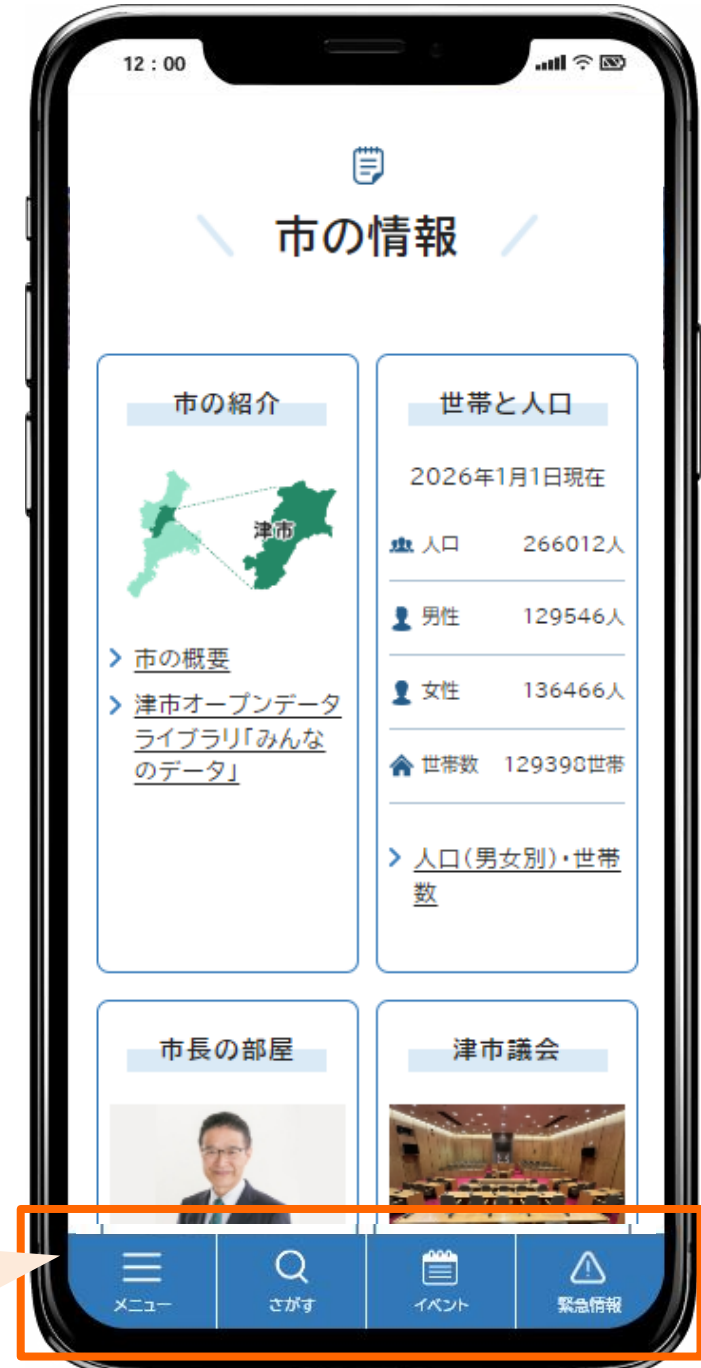 12：00
市の情報
市の紹介
津市
市の概要
津市オープンデータ
ライブラリ「みんな
のデータ」
世帯と人口
2026年1月1日現在
人口 266012人
男性 129546人
女性 136466人
世帯数 129398世帯
人口（男女別）・世帯
数
市長の部屋
津市議会
メニュー
さがす
イベント
緊急情報